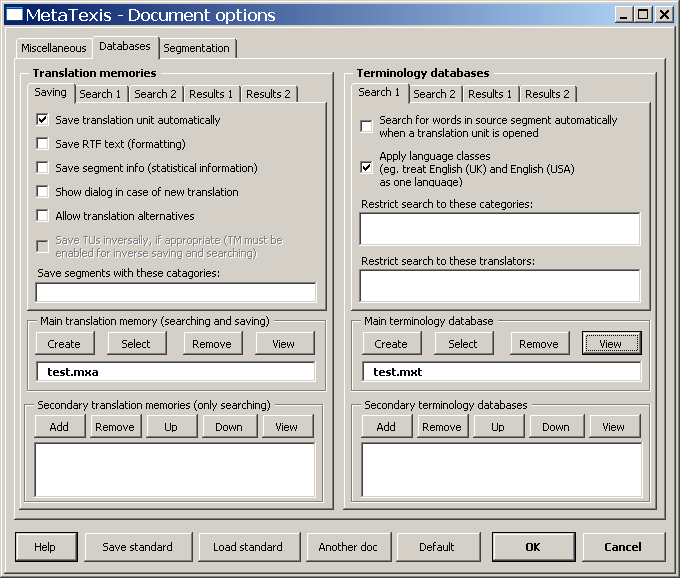 MetaTexis - Document options
Miscellaneous Databases Segmentation
Translation memories
Saving Search 1 Search 2 Results 1 Results 2
Save translation unit automatically
Save RTF text (formatting)
Save segment info (statistical information)
Show dialog in case of new translation
Allow translation alternatives
Save TUs inversally, if appropriate (TM must be
enabled for inverse saving and searching)
Save segments with these catagories:
Main translation memory (searching and saving)
Create Select Remove View
test.mxa
Secondary translation memories (only searching)
Add Remove Up Down View
Terminology databases
Search 1 Search 2 Results 1 Results 2
Search for words in source segment automatically
when a translation unit is opened
Apply language classes
(eg. treat English (UK) and English (USA)
as one language)
Restrict search to these categories:
Restrict search to these translators:
Main terminology database
Create Select Remove View
test.mxt
Secondary terminology databases
Add Remove Up Down View
Help Save standard Load standard Another doc Default OK Cancel